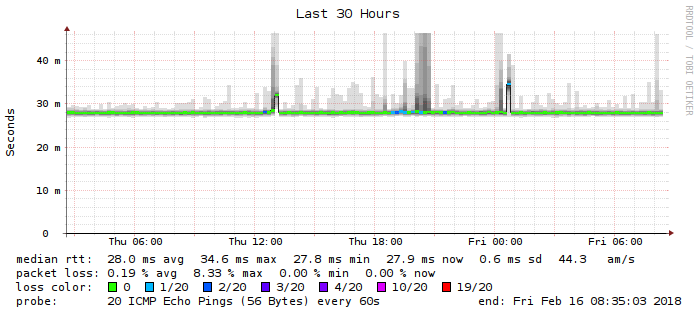 Last 30 Hours
RRDTOOL / TOBI OETIKER
Seconds
40 m
30 m
20 m
10 m
0
Thu 06:00 Thu 12:00 Thu 18:00 Fri 00:00 Fri 06:00
median rtt: 28.0 ms avg 34.6 ms max 27.8 ms min 27.9 ms now 0.6 ms sd 44.3 am/s
packet loss: 0.19 % avg 8.33 % max 0.00 % min 0.00 % now
loss color: 0 1/20 2/20 3/20 4/20 10/20 19/20
probe: 20 ICMP Echo Pings (56 Bytes) every 60s end: Fri Feb 16 08:35:03 2018